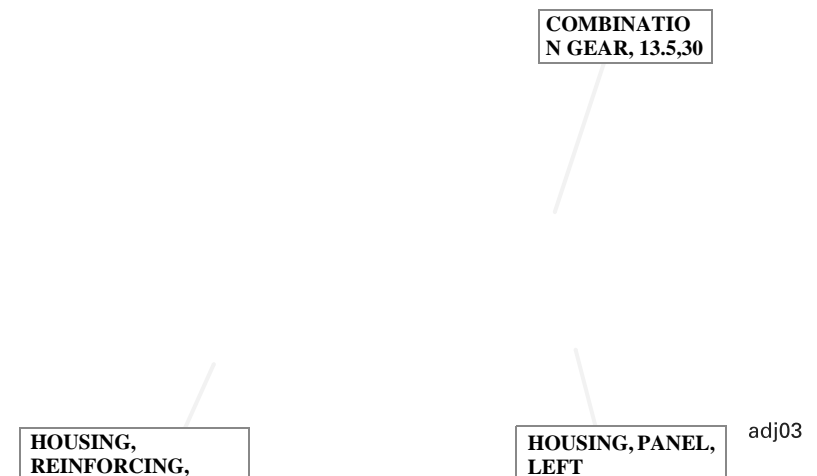 COMBINATIO
N GEAR, 13.5,30
HOUSING,
REINFORCING,
HOUSING, PANEL,
LEFT
adj03